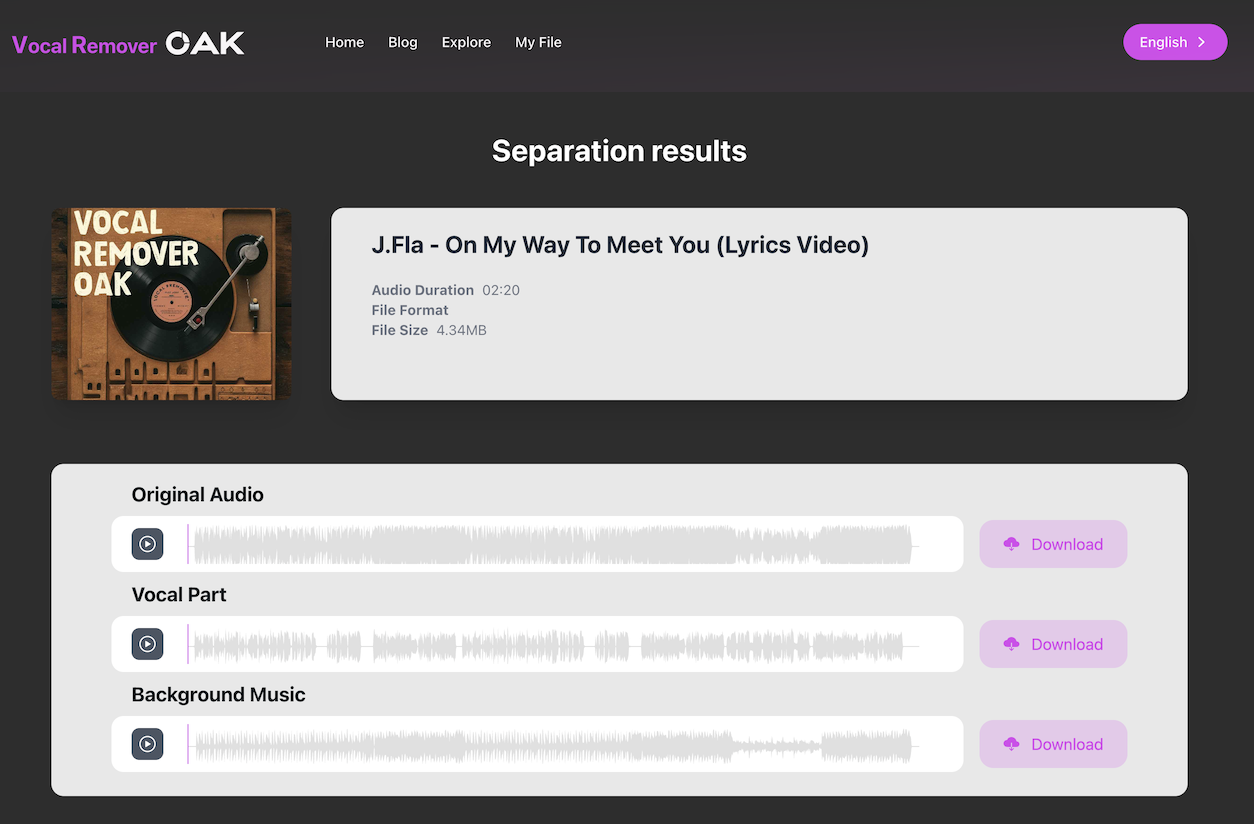 Vocal Remover OAK
Home Blog Explore My File
English
Separation results
VOCAL
REMOVER
OAK
J.Fla - On My Way To Meet You (Lyrics Video)
Audio Duration 02:20
File Format
File Size 4.34MB
Original Audio
Download
Vocal Part
Download
Background Music
Download